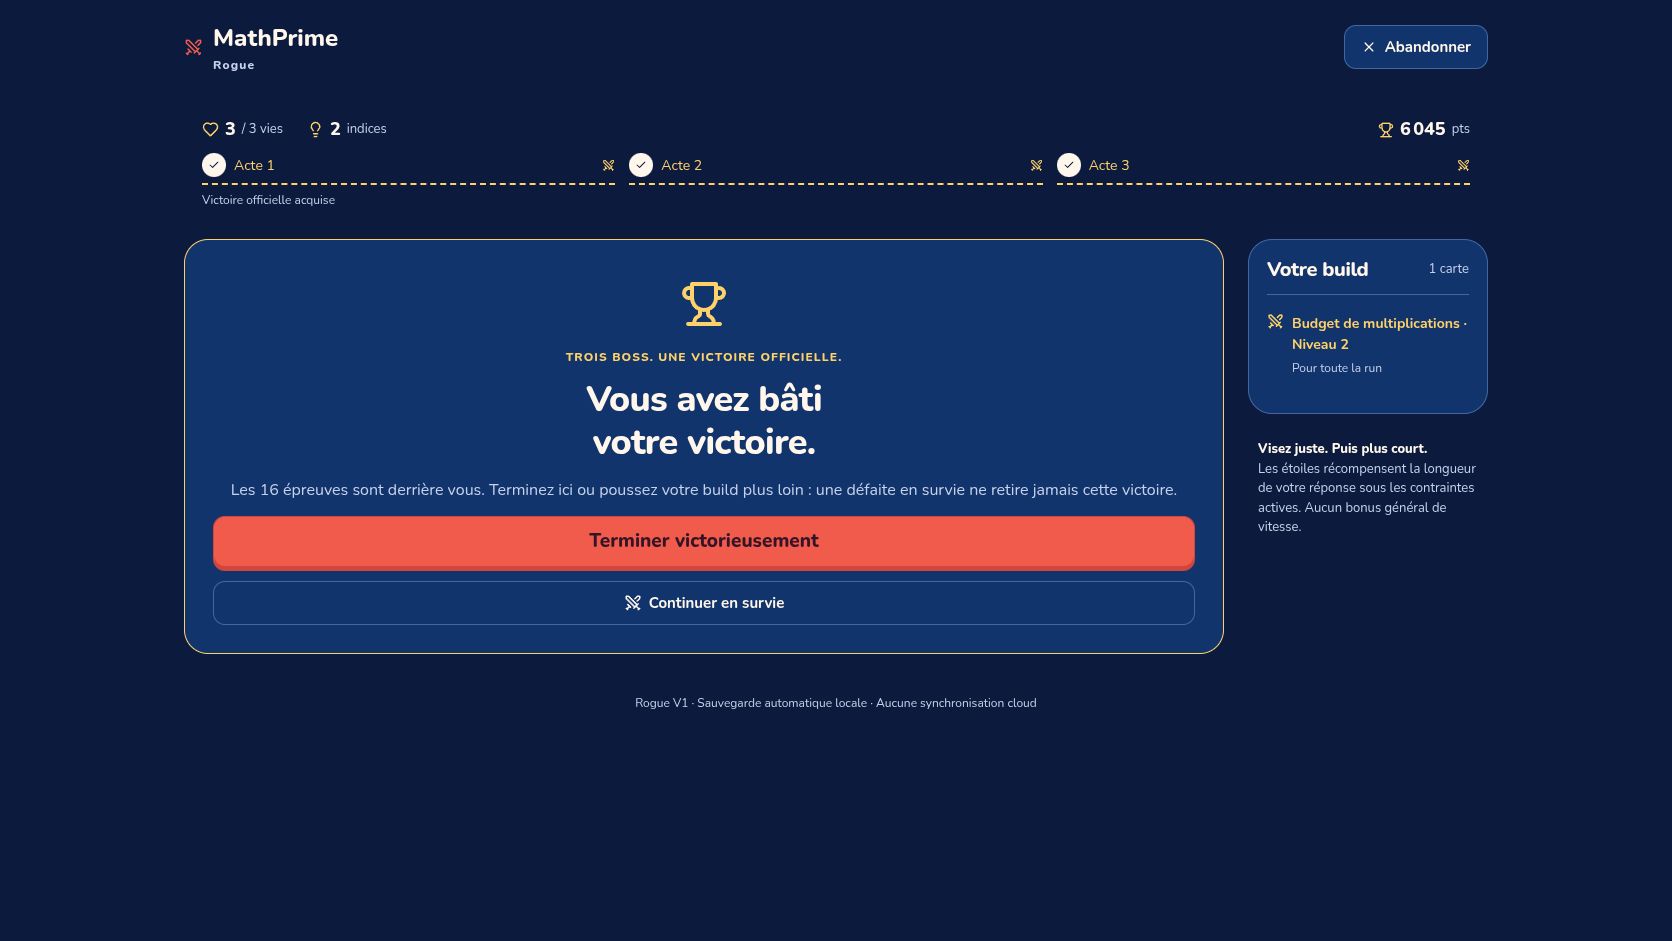 MathPrime
Rogue
Abandonner
3 / 3 vies 2 indices
6 045 pts
Acte 1
Acte 2
Acte 3
Victoire officielle acquise
TROIS BOSS. UNE VICTOIRE OFFICIELLE.
Vous avez bâti
votre victoire.
Les 16 épreuves sont derrière vous. Terminez ici ou poussez votre build plus loin : une défaite en survie ne retire jamais cette victoire.
Terminer victorieusement
Continuer en survie
Votre build
1 carte
Budget de multiplications ·
Niveau 2
Pour toute la run
Visez juste. Puis plus court.
Les étoiles récompensent la longueur
de votre réponse sous les contraintes
actives. Aucun bonus général de
vitesse.
Rogue V1 · Sauvegarde automatique locale · Aucune synchronisation cloud